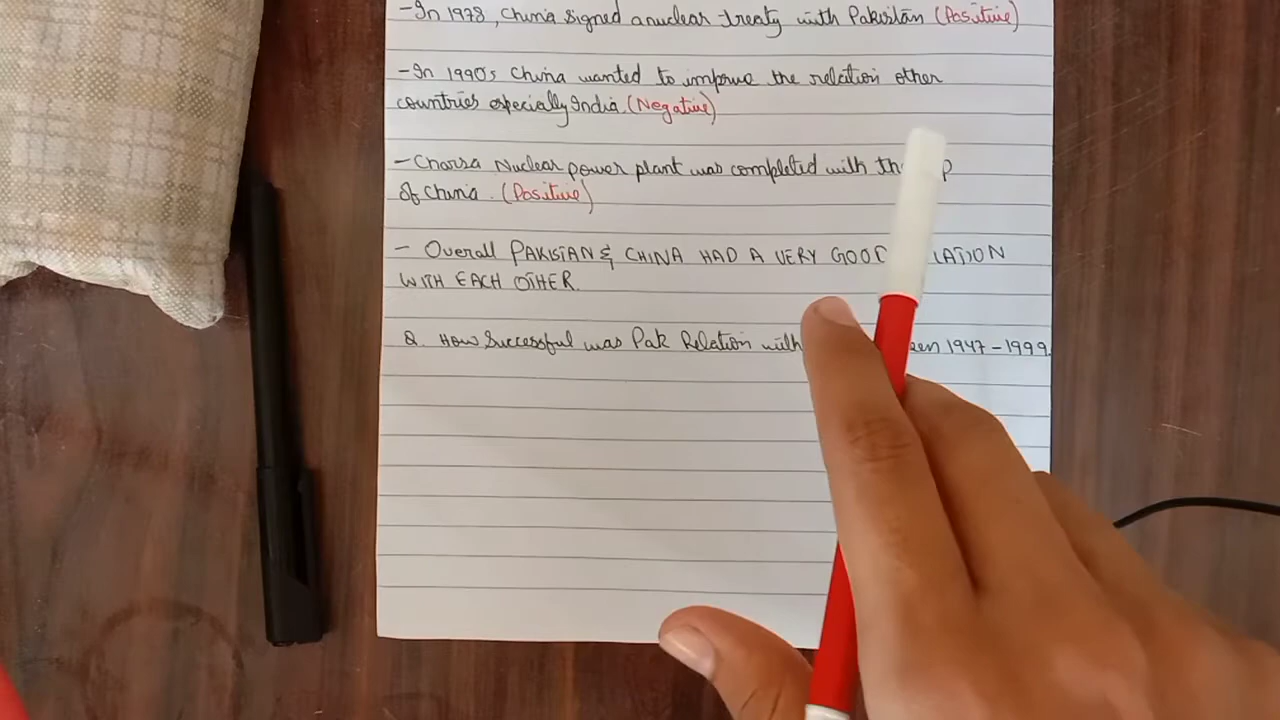 -In 1978, China signed a nuclear treaty with Pakistan (Positive)
-In 1990s China wanted to improve the relation other
countries especially India. (Negative)
- Chorsa Nuclear power plant was completed with
of China. (Positive)
- Overall PAKISTAN & CHINA HAD A VERY GOOD
WITH EACH OTHER.
Q. How Successful was Pak Relation with 1947-1999.